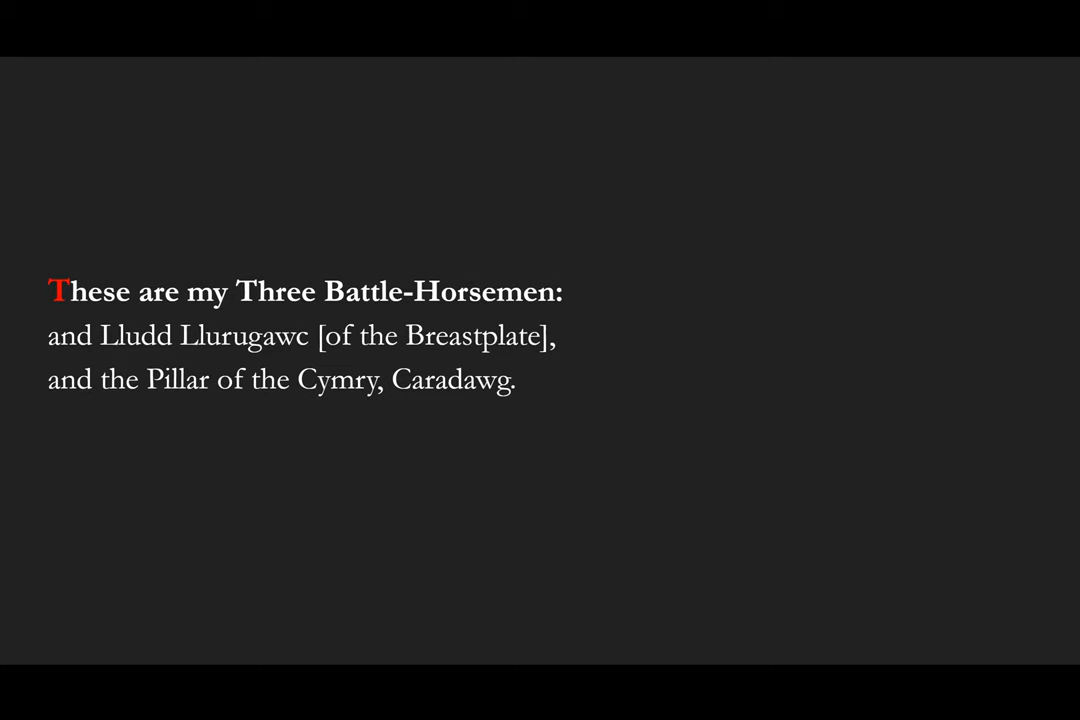 These are my Three Battle-Horsemen:
and Lludd Llurugawc [of the Breastplate],
and the Pillar of the Cymry, Caradawg.